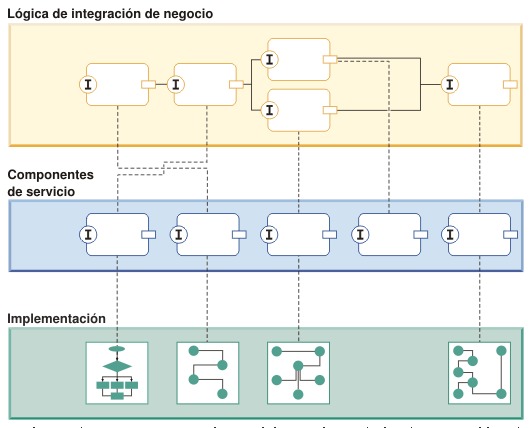 Lógica de integración de negocio
I
I
I
I
I
Componentes
de servicio
I
I
I
I
I
Implementación